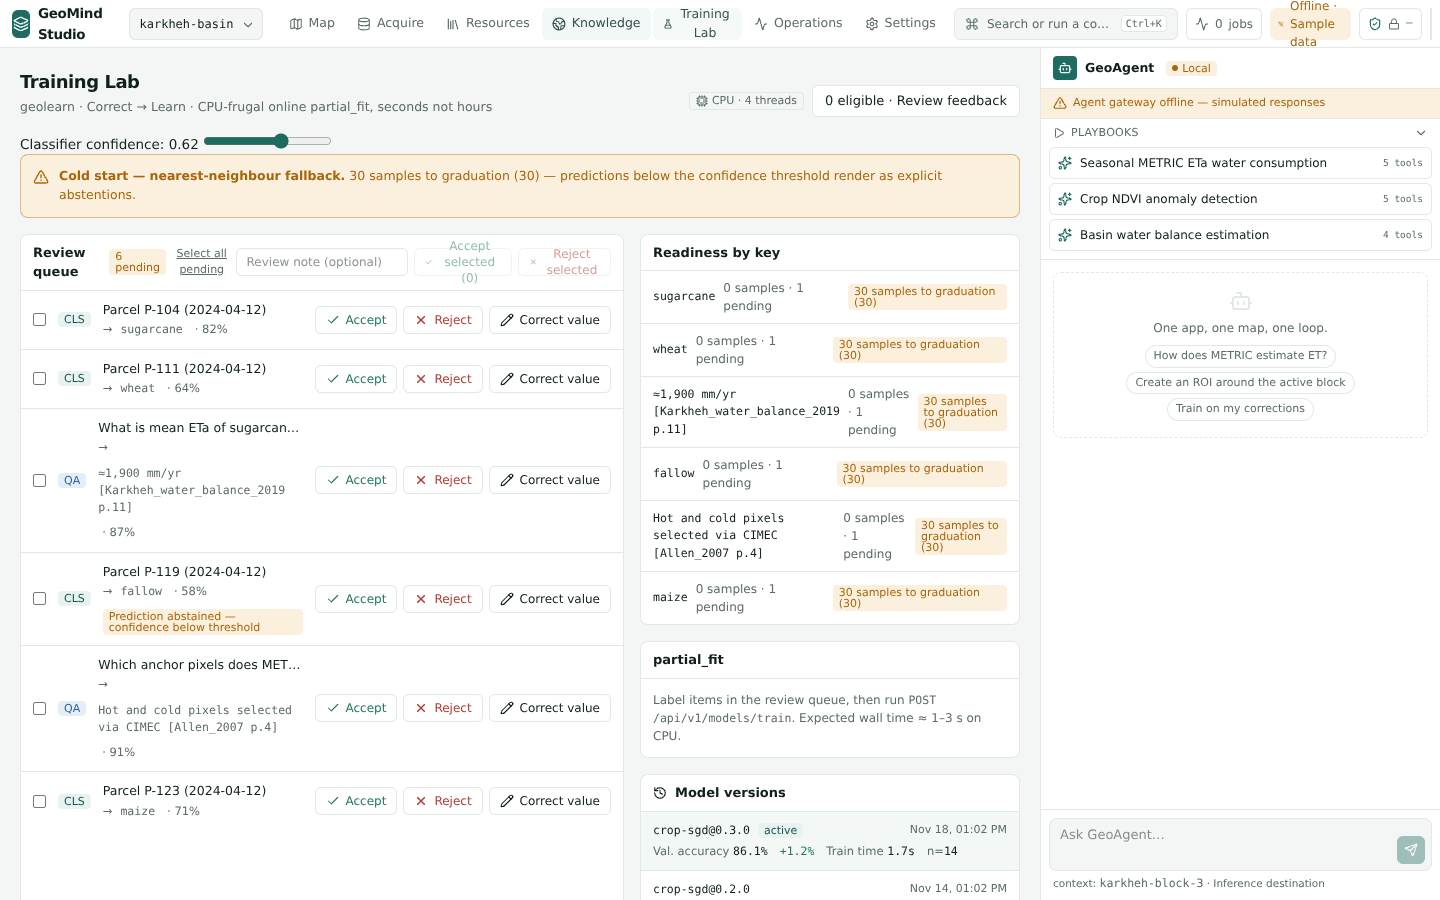 GeoMind Studio
karkheh-basin
Map
Acquire
Resources
Knowledge
Training Lab
Operations
Settings
Search or run a co...
Ctrl+K
0 jobs
Offline · Sample data
–
Training Lab
geolearn · Correct → Learn · CPU-frugal online partial_fit, seconds not hours
CPU · 4 threads
0 eligible · Review feedback
Classifier confidence: 0.62
Cold start — nearest-neighbour fallback. 30 samples to graduation (30) — predictions below the confidence threshold render as explicit
abstentions.
Review queue
6 pending
Select all pending
Review note (optional)
Accept selected (0)
Reject selected
CLS
Parcel P-104 (2024-04-12)
→ sugarcane · 82%
Accept
Reject
Correct value
CLS
Parcel P-111 (2024-04-12)
→ wheat · 64%
Accept
Reject
Correct value
QA
What is mean ETa of sugarcan...
→
≈1,900 mm/yr
[Karkheh_water_balance_2019
p.11]
· 87%
Accept
Reject
Correct value
CLS
Parcel P-119 (2024-04-12)
→ fallow · 58%
Prediction abstained —
confidence below threshold
Accept
Reject
Correct value
QA
Which anchor pixels does MET...
→
Hot and cold pixels selected
via CIMEC [Allen_2007 p.4]
· 91%
Accept
Reject
Correct value
CLS
Parcel P-123 (2024-04-12)
→ maize · 71%
Accept
Reject
Correct value
Readiness by key
sugarcane
0 samples · 1
pending
30 samples to graduation
(30)
wheat
0 samples · 1
pending
30 samples to graduation
(30)
≈1,900 mm/yr
[Karkheh_water_balance_2019
p.11]
0 samples
· 1
pending
30 samples
to graduation
(30)
fallow
0 samples · 1
pending
30 samples to graduation
(30)
Hot and cold pixels
selected via CIMEC
[Allen_2007 p.4]
0 samples
· 1
pending
30 samples to
graduation
(30)
maize
0 samples · 1
pending
30 samples to graduation
(30)
partial_fit
Label items in the review queue, then run POST
/api/v1/models/train. Expected wall time ≈ 1–3 s on
CPU.
Model versions
crop-sgd@0.3.0
active
Nov 18, 01:02 PM
Val. accuracy 86.1% +1.2% Train time 1.7s n=14
crop-sgd@0.2.0
Nov 14, 01:02 PM
GeoAgent
Local
Agent gateway offline — simulated responses
PLAYBOOKS
Seasonal METRIC ETa water consumption
5 tools
Crop NDVI anomaly detection
5 tools
Basin water balance estimation
4 tools
One app, one map, one loop.
How does METRIC estimate ET?
Create an ROI around the active block
Train on my corrections
Ask GeoAgent...
context: karkheh-block-3 · Inference destination